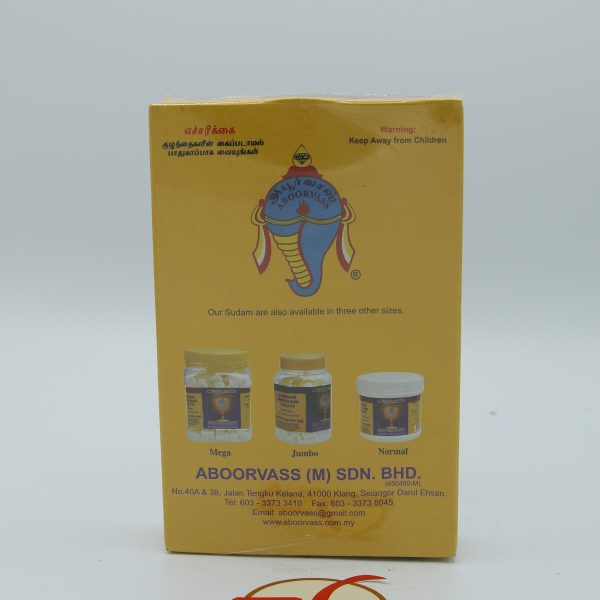 எச்சரிக்கை
குழந்தைகளின் கைப்படாமல்
பாதுகாப்பாக வையுங்கள்
Warning:
Keep Away from Children
அபூர்வாஸ்
ABOORVASS
®
Our Sudam are also available in three other sizes.
Mega
Jumbo
Normal
ABOORVASS (M) SDN. BHD.
(450490-M)
No.40A & 38, Jalan Tengku Kelana, 41000 Klang, Selangor Darul Ehsan.
Tel: 603 - 3373 3410 Fax: 603 - 3373 8045
Email: aboorvass@gmail.com
www.aboorvass.com.my